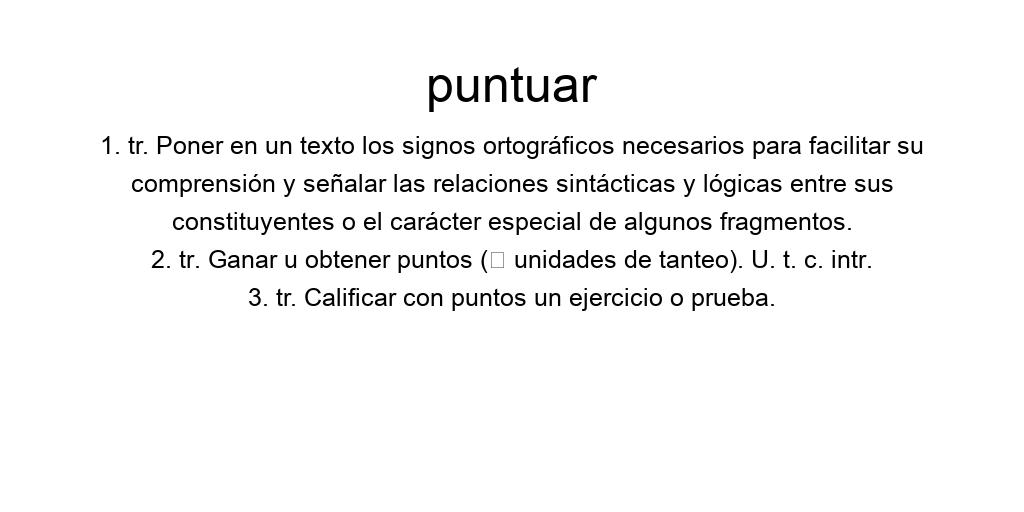 puntuar
1. tr. Poner en un texto los signos ortográficos necesarios para facilitar su
comprensión y señalar las relaciones sintácticas y lógicas entre sus
constituyentes o el carácter especial de algunos fragmentos.
2. tr. Ganar u obtener puntos (□ unidades de tanteo). U. t. c. intr.
3. tr. Calificar con puntos un ejercicio o prueba.